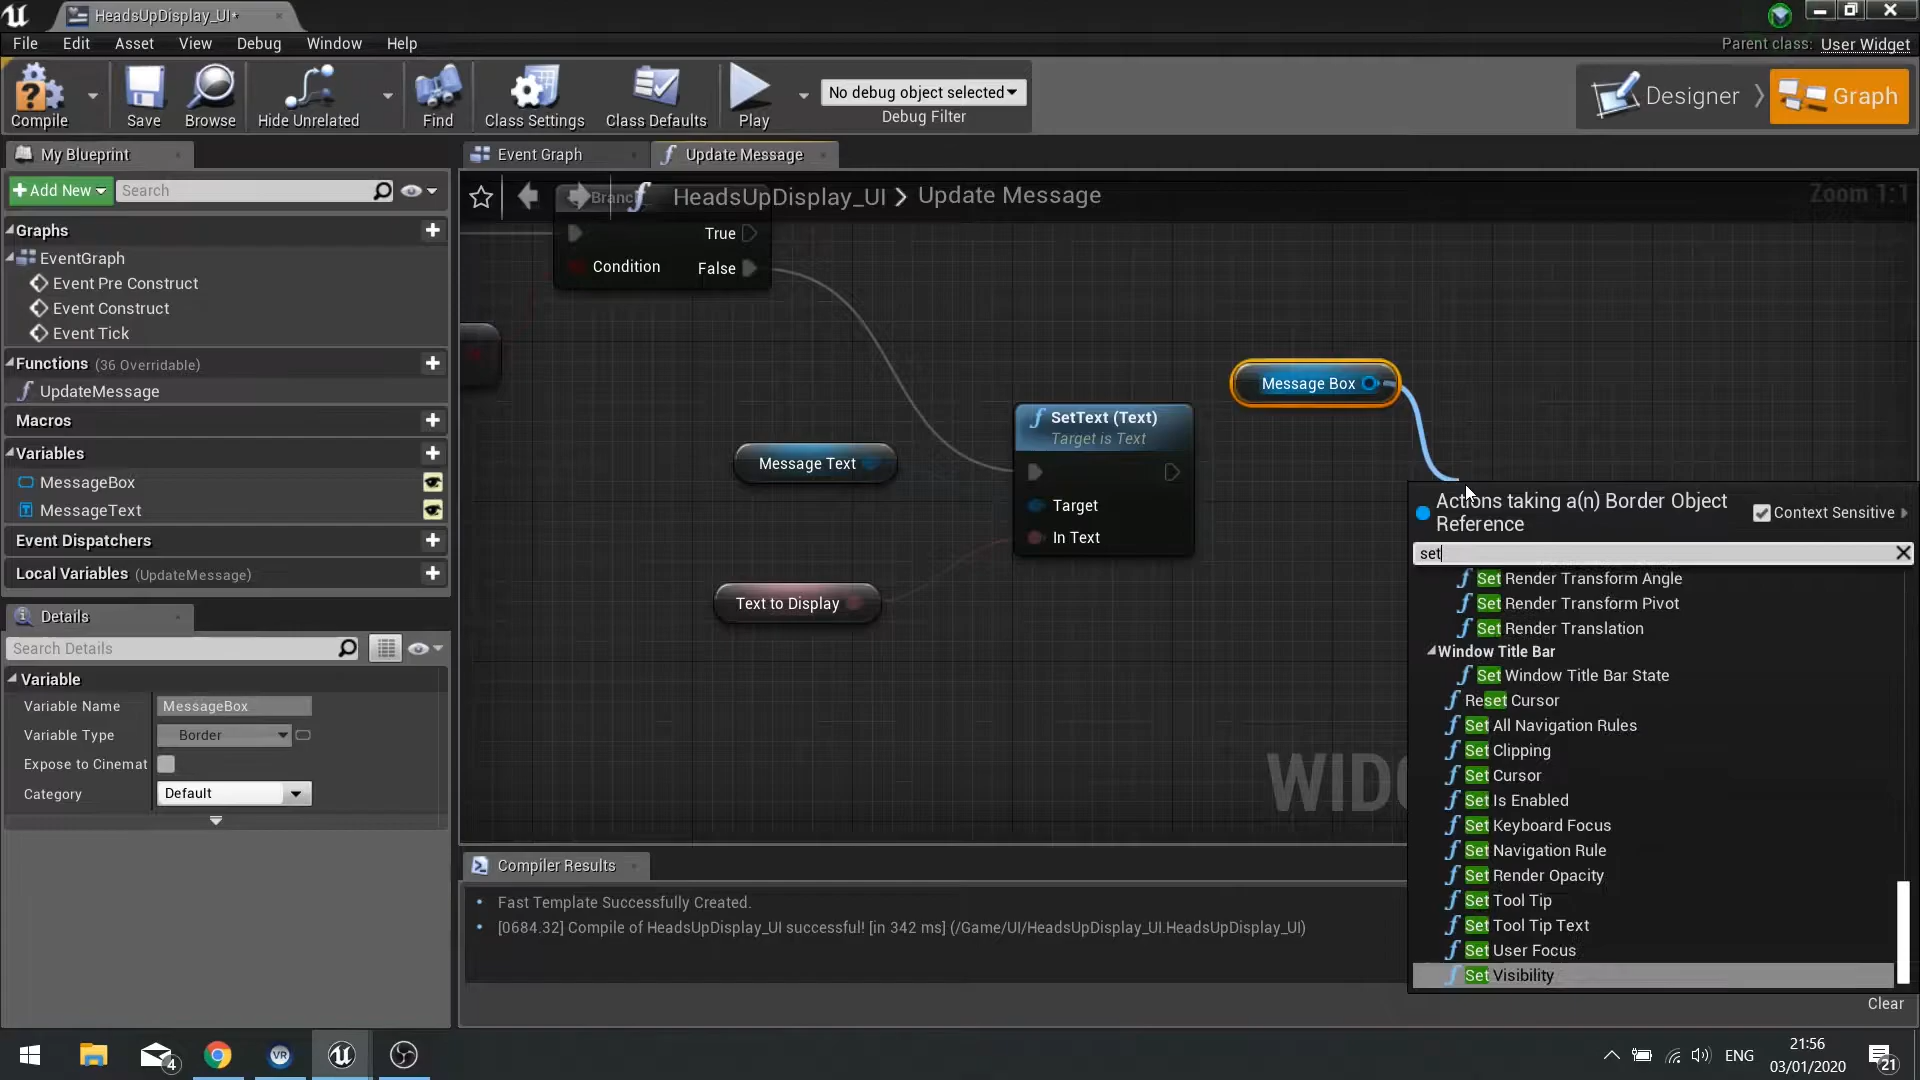 HeadsUpDisplay_UI*
File Edit Asset View Debug Window Help
Parent class: User Widget
Compile
Save
Browse
Hide Unrelated
Find
Class Settings
Class Defaults
Play
No debug object selected
Debug Filter
Designer
Graph
My Blueprint
Add New
Search
Graphs
EventGraph
Event Pre Construct
Event Construct
Event Tick
Functions (36 Overridable)
UpdateMessage
Macros
Variables
MessageBox
MessageText
Event Dispatchers
Local Variables (UpdateMessage)
Details
Search Details
Variable
Variable Name MessageBox
Variable Type Border
Expose to Cinemat
Category Default
Event Graph
Update Message
HeadsUpDisplay_UI > Update Message
Zoom 1:1
Branch
True
Condition False
Message Text
Text to Display
SetText (Text)
Target is Text
Target
In Text
Message Box
WIDG
Actions taking a(n) Border Object
Reference
Context Sensitive
set
Set Render Transform Angle
Set Render Transform Pivot
Set Render Translation
Window Title Bar
Set Window Title Bar State
Reset Cursor
Set All Navigation Rules
Set Clipping
Set Cursor
Set Is Enabled
Set Keyboard Focus
Set Navigation Rule
Set Render Opacity
Set Tool Tip
Set Tool Tip Text
Set User Focus
Set Visibility
Clear
Compiler Results
Fast Template Successfully Created.
[0684.32] Compile of HeadsUpDisplay_UI successful! [in 342 ms] (/Game/UI/HeadsUpDisplay_UI.HeadsUpDisplay_UI)
4
VR
ENG
21:56
03/01/2020
21